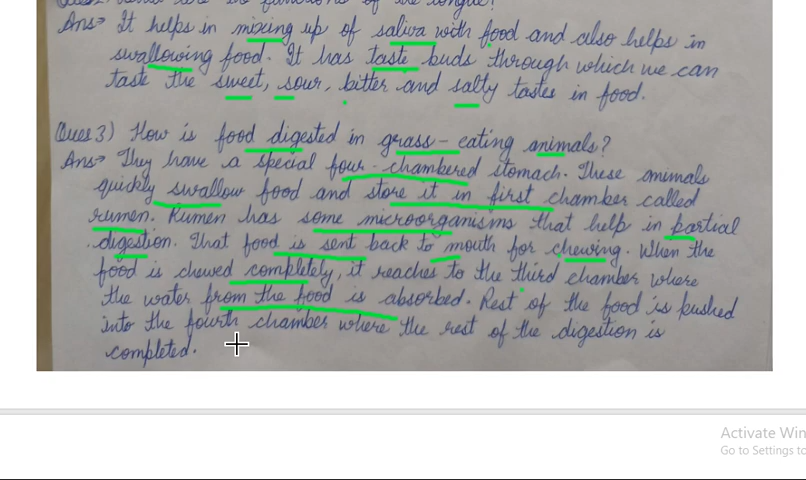 of the tongue?
Ans→ It helps in mixing up of saliva with food and also helps in
swallowing food. It has taste buds through which we can
taste the sweet, sour, bitter and salty tastes in food.
Ques 3) How is food digested in grass-eating animals?
Ans→ They have a special four-chambered stomach. These animals
quickly swallow food and store it in first chamber called
rumen. Rumen has some microorganisms that help in partial
digestion. That food is sent back to mouth for chewing. When the
food is chewed completely, it reaches to the third chamber where
the water from the food is absorbed. Rest of the food is pushed
into the fourth chamber where the rest of the digestion is
completed.
Activate Win
Go to Settings to